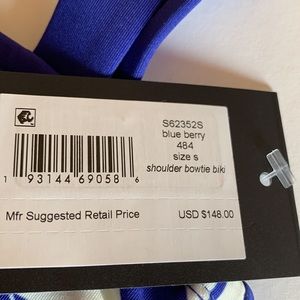 S62352S
blue berry
484
size s
shoulder bowtie biki
1 93144 69058 6
Mfr Suggested Retail Price USD $148.00